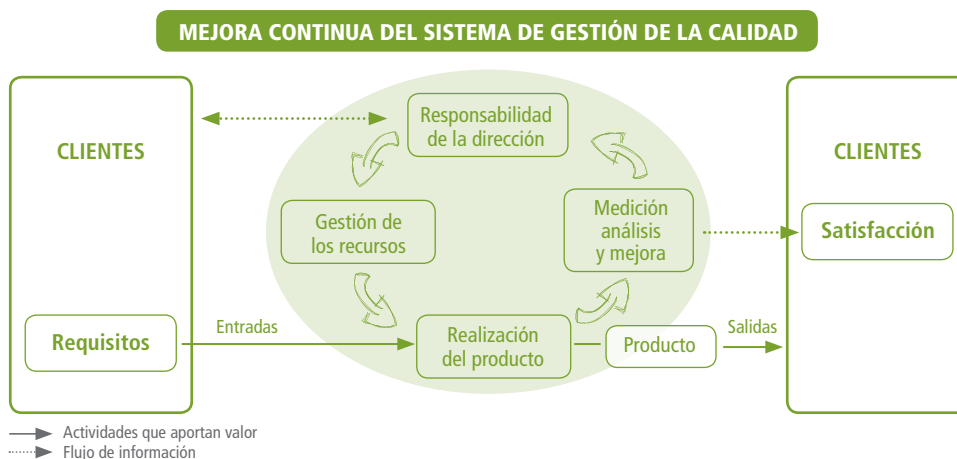 MEJORA CONTINUA DEL SISTEMA DE GESTIÓN DE LA CALIDAD
CLIENTES
Responsabilidad
de la dirección
CLIENTES
Gestión de
los recursos
Medición
análisis
y mejora
Satisfacción
Requisitos
Entradas
Realización
del producto
Producto
Salidas
Actividades que aportan valor
Flujo de información